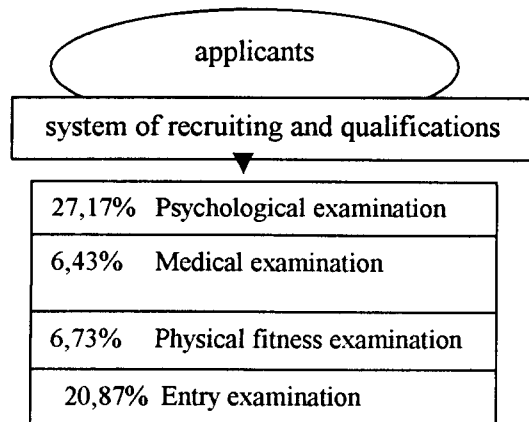 applicants
system of recruiting and qualifications
27,17% Psychological examination
6,43% Medical examination
6,73% Physical fitness examination
20,87% Entry examination